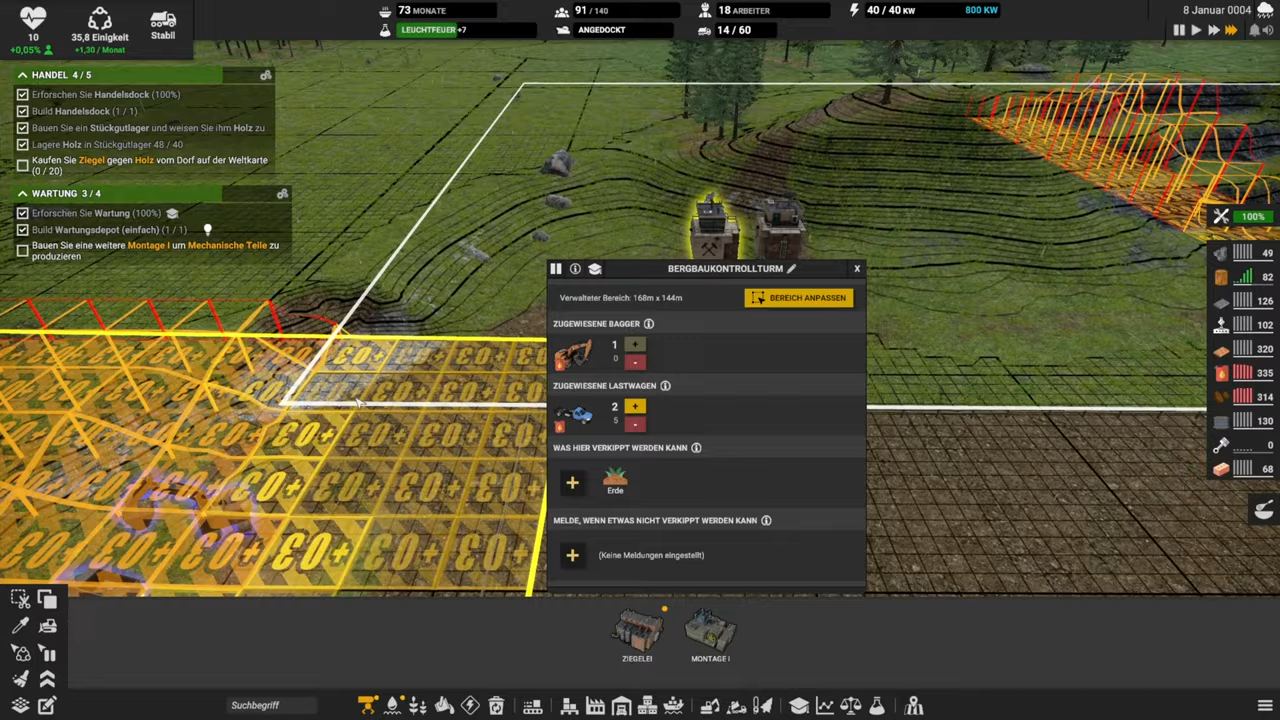 10
+0,05%
35,8 Einigkeit
+1,30 / Monat
Stabil
73 MONATE
LEUCHTFEUER +7
91 / 140
ANGEDOCKT
18 ARBEITER
14 / 60
40 / 40 KW
800 KW
8 Januar 0004
HANDEL 4 / 5
Erforschen Sie Handelsdock (100%)
Build Handelsdock (1 / 1)
Bauen Sie ein Stückgutlager und weisen Sie ihm Holz zu
Lagere Holz in Stückgutlager 48 / 40
Kaufen Sie Ziegel gegen Holz vom Dorf auf der Weltkarte
(0 / 20)
WARTUNG 3 / 4
Erforschen Sie Wartung (100%)
Build Wartungsdepot (einfach) (1 / 1)
Bauen Sie eine weitere Montage I um Mechanische Teile zu
produzieren
100%
49
82
126
102
320
335
314
130
0
68
BERGBAUKONTROLLTURM
X
Verwalteter Bereich: 168m x 144m
BEREICH ANPASSEN
ZUGEWIESENE BAGGER
1
0
+
-
ZUGEWIESENE LASTWAGEN
2
5
+
-
WAS HIER VERKIPPT WERDEN KANN
+
Erde
MELDE, WENN ETWAS NICHT VERKIPPT WERDEN KANN
+
(Keine Meldungen eingestellt)
ZIEGELEI
MONTAGE I
Suchbegriff